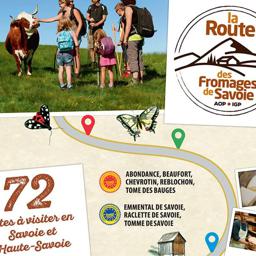 la
Route
des
Fromages
de Savoie
AOP • IGP
72
tes à visiter en
Savoie et
Haute-Savoie
ABONDANCE, BEAUFORT,
CHEVROTIN, REBLOCHON,
TOME DES BAUGES
EMMENTAL DE SAVOIE,
RACLETTE DE SAVOIE,
TOMME DE SAVOIE